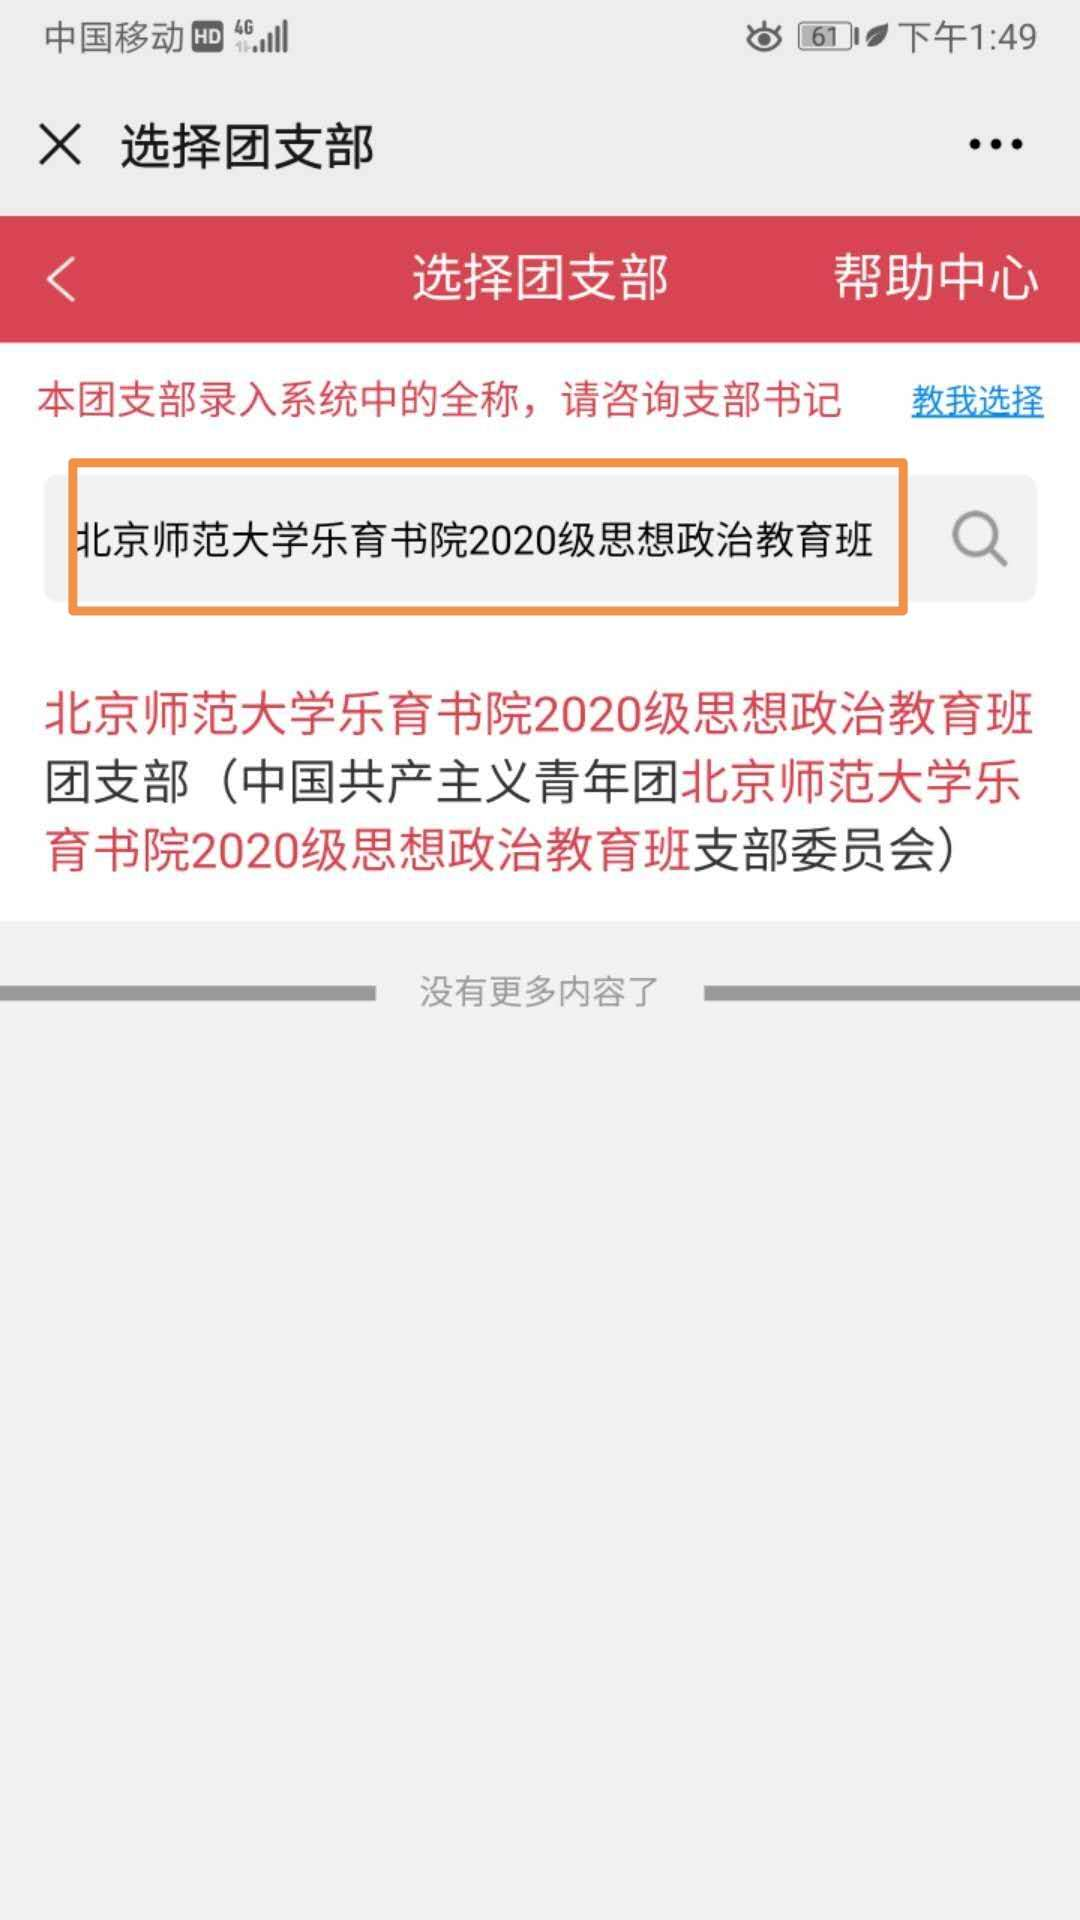 中国移动 HD 4G 61 下午1:49
选择团支部
选择团支部 帮助中心
本团支部录入系统中的全称，请咨询支部书记 教我选择
北京师范大学乐育书院2020级思想政治教育班
北京师范大学乐育书院2020级思想政治教育班
团支部（中国共产主义青年团北京师范大学乐
育书院2020级思想政治教育班支部委员会）
没有更多内容了